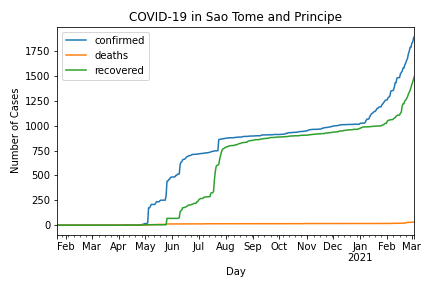 COVID-19 in Sao Tome and Principe
confirmed
deaths
recovered
Number of Cases
1750
1500
1250
1000
750
500
250
0
Feb Mar Apr May Jun Jul Aug Sep Oct Nov Dec Jan Feb Mar
2021
Day